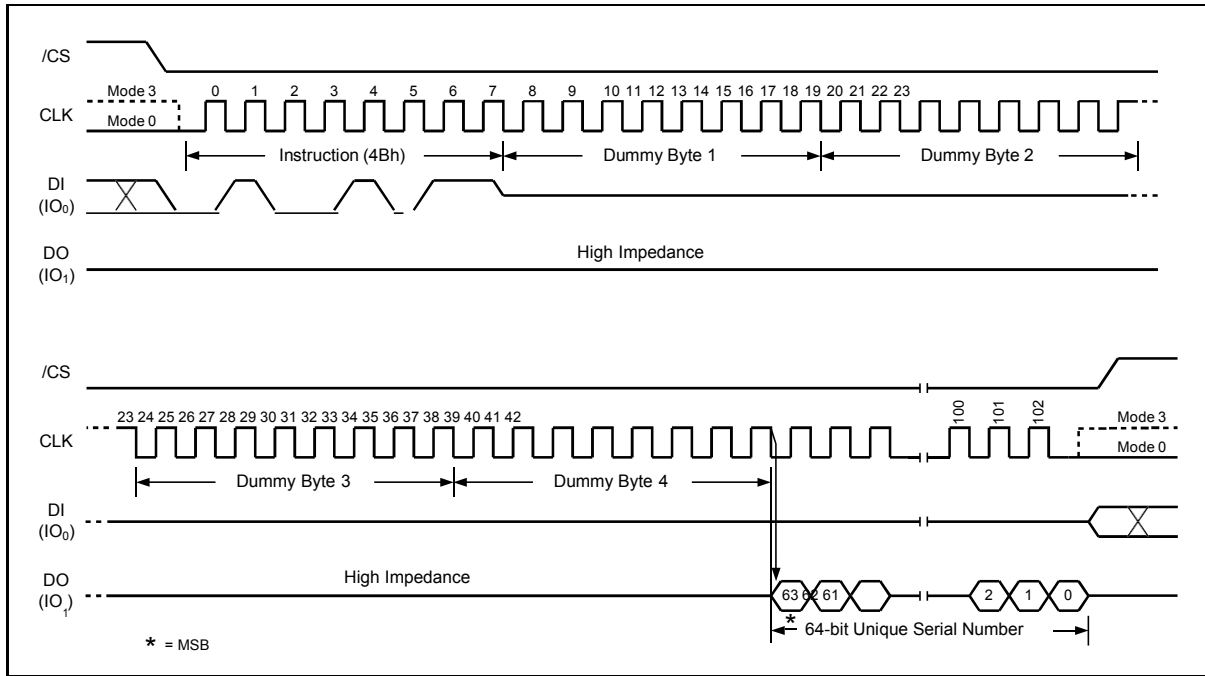 /CS
Mode 3
0 1 2 3 4 5 6 7 8 9 10 11 12 13 14 15 16 17 18 19 20 21 22 23
CLK
Mode 0
Instruction (4Bh)
Dummy Byte 1
Dummy Byte 2
DI
(IO0)
DO
(IO1)
High Impedance
/CS
23 24 25 26 27 28 29 30 31 32 33 34 35 36 37 38 39 40 41 42
100
101
102
Mode 3
CLK
Mode 0
Dummy Byte 3
Dummy Byte 4
DI
(IO0)
DO
(IO1)
High Impedance
63 62 61
2 1 0
*
64-bit Unique Serial Number
* = MSB